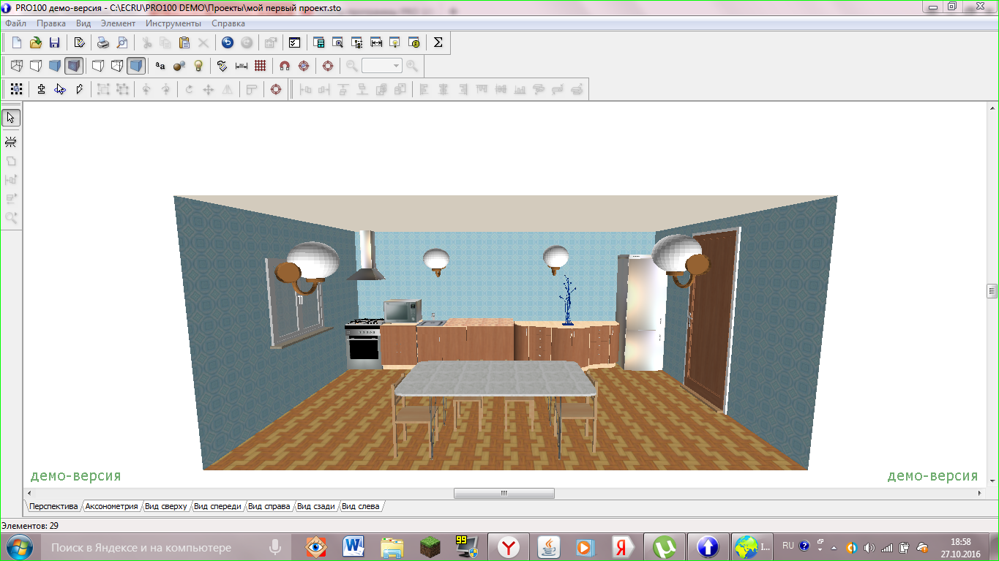 PRO100 демо-версия - C:\ECRU\PRO100 DEMO\Проекты\мой первый проект.sto
Файл Правка Вид Элемент Инструменты Справка
Σ
aa
демо-версия демо-версия
Перспектива Аксонометрия Вид сверху Вид спереди Вид справа Вид сзади Вид слева
Элементов: 29
Поиск в Яндексе и на компьютере 99 I... RU 18:58
27.10.2016